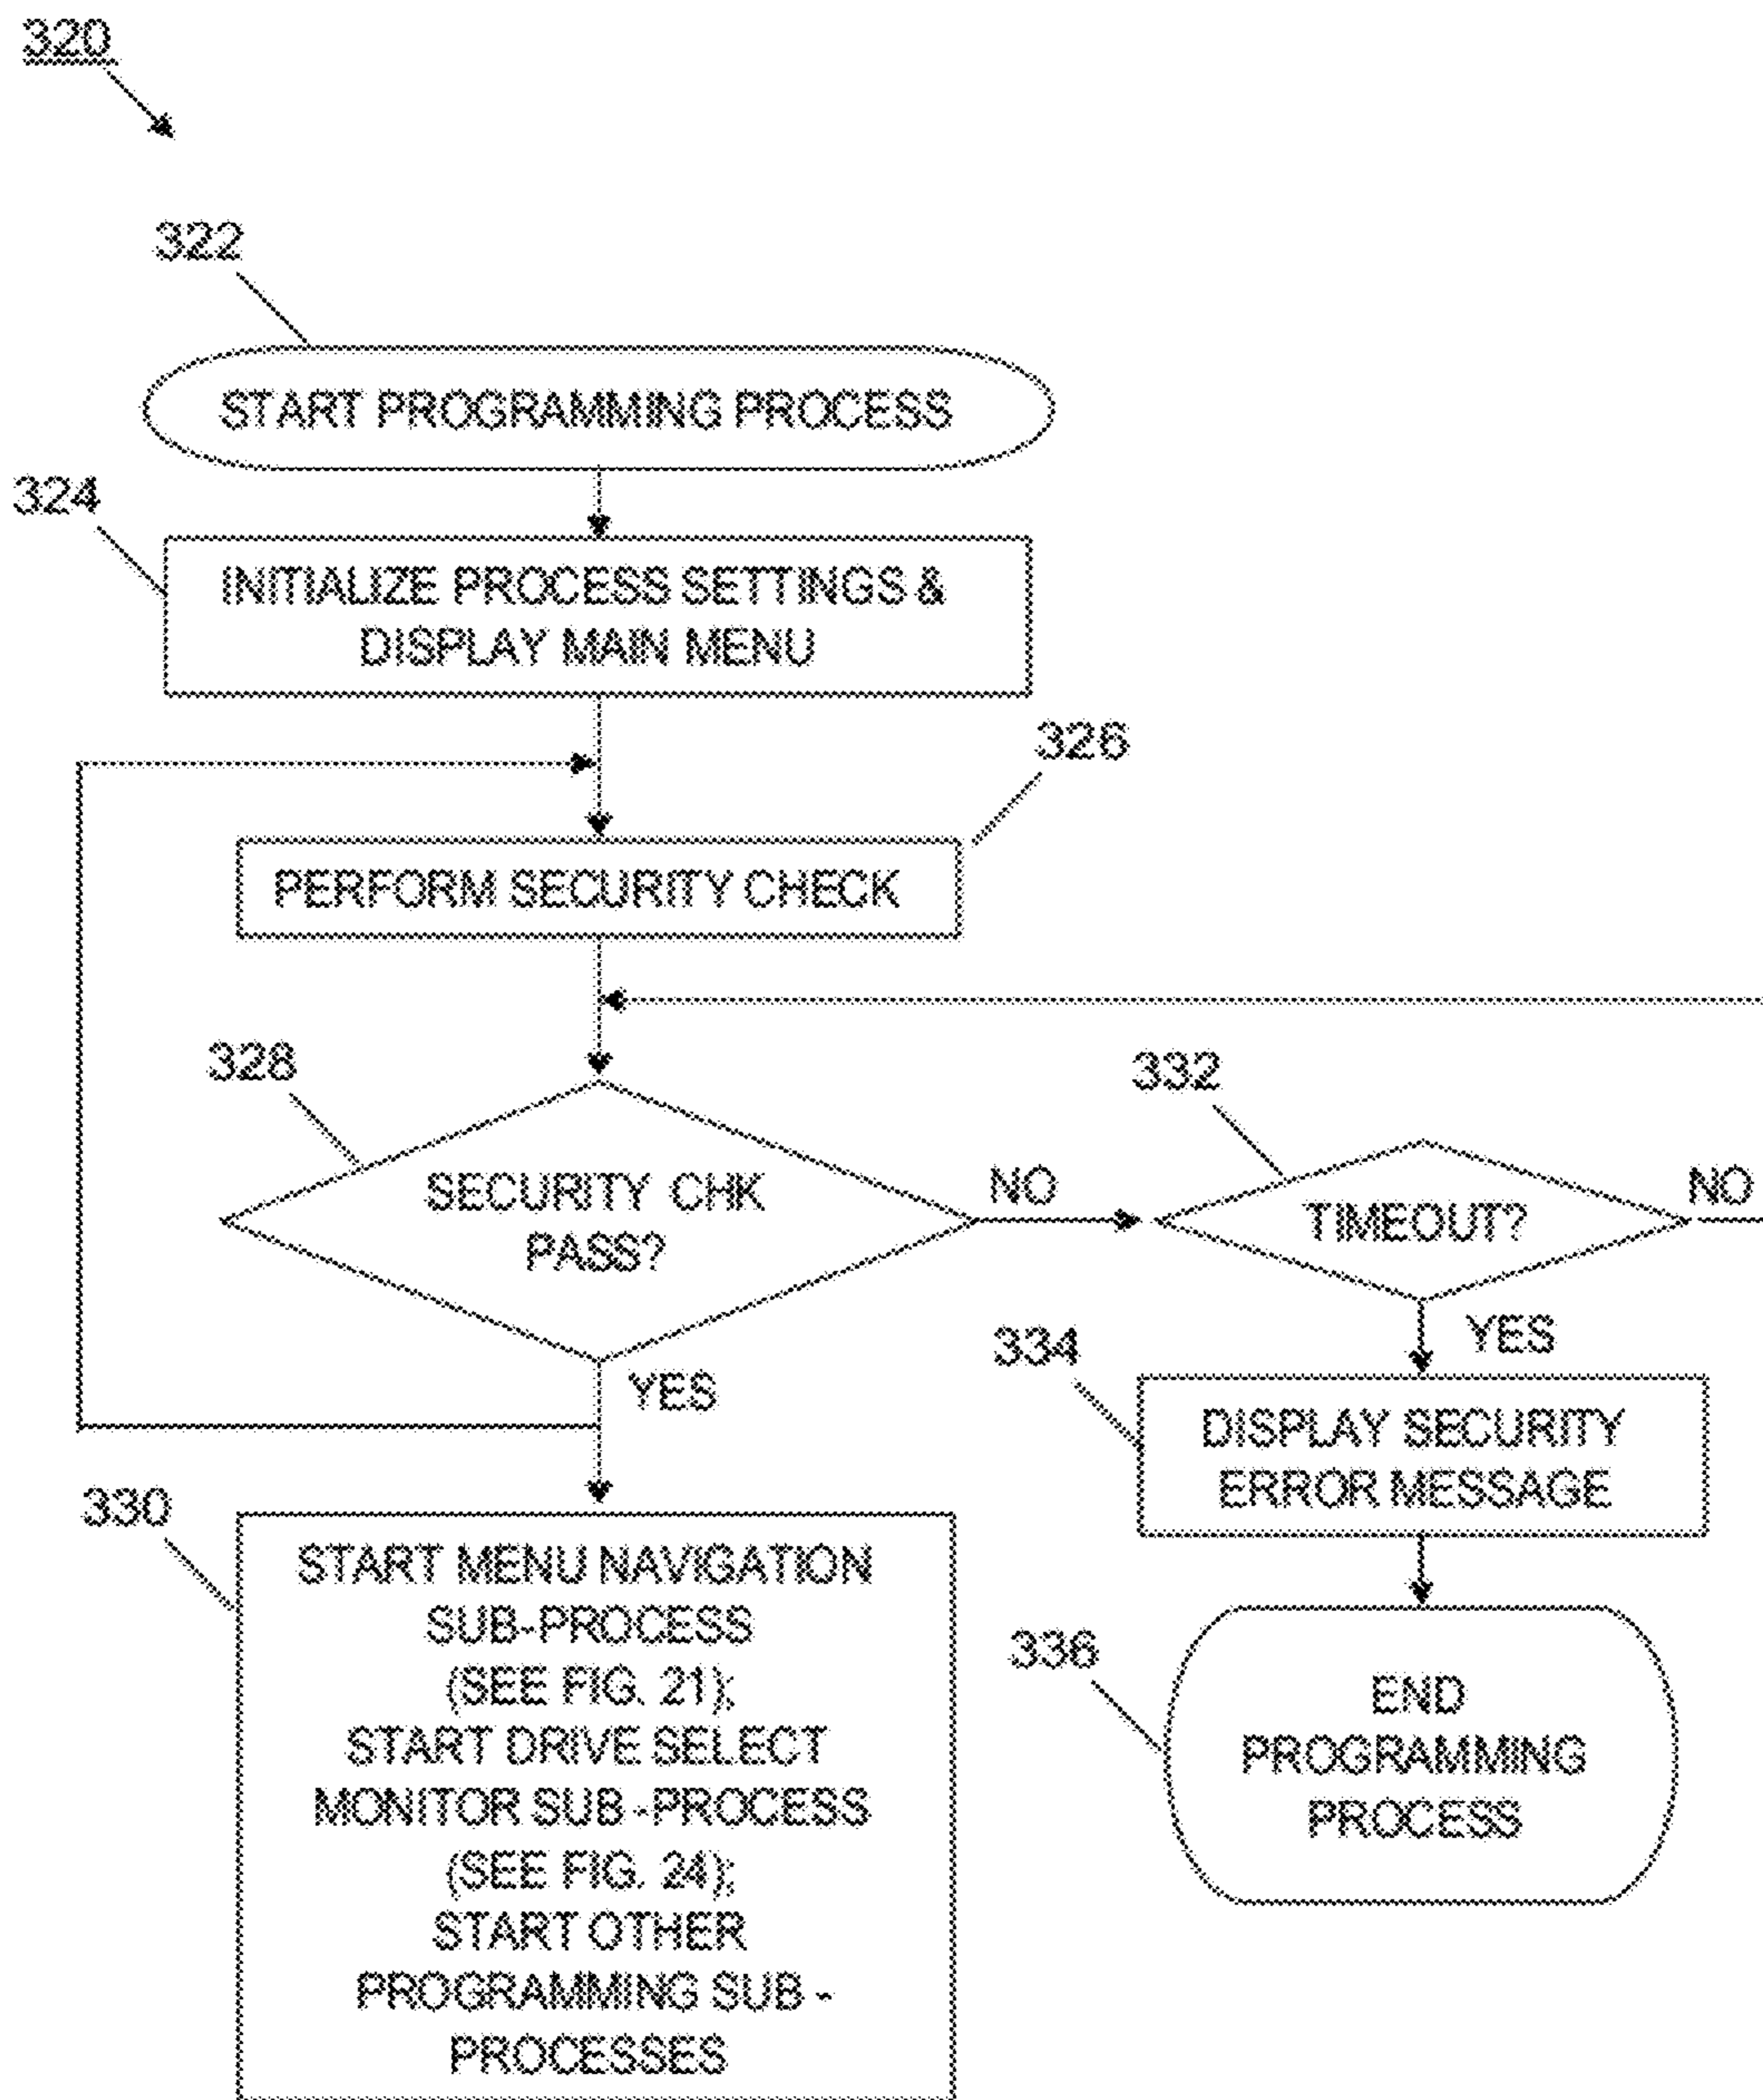 320
322
START PROGRAMMING PROCESS
324
INITIALIZE PROCESS SETTINGS &
DISPLAY MAIN MENU
326
PERFORM SECURITY CHECK
328
SECURITY CHK
PASS?
NO
332
TIMEOUT?
NO
YES
YES
334
DISPLAY SECURITY
ERROR MESSAGE
330
START MENU NAVIGATION
SUB-PROCESS
(SEE FIG. 21);
START DRIVE SELECT
MONITOR SUB -PROCESS
(SEE FIG. 24);
START OTHER
PROGRAMMING SUB -
PROCESSES
336
END
PROGRAMMING
PROCESS